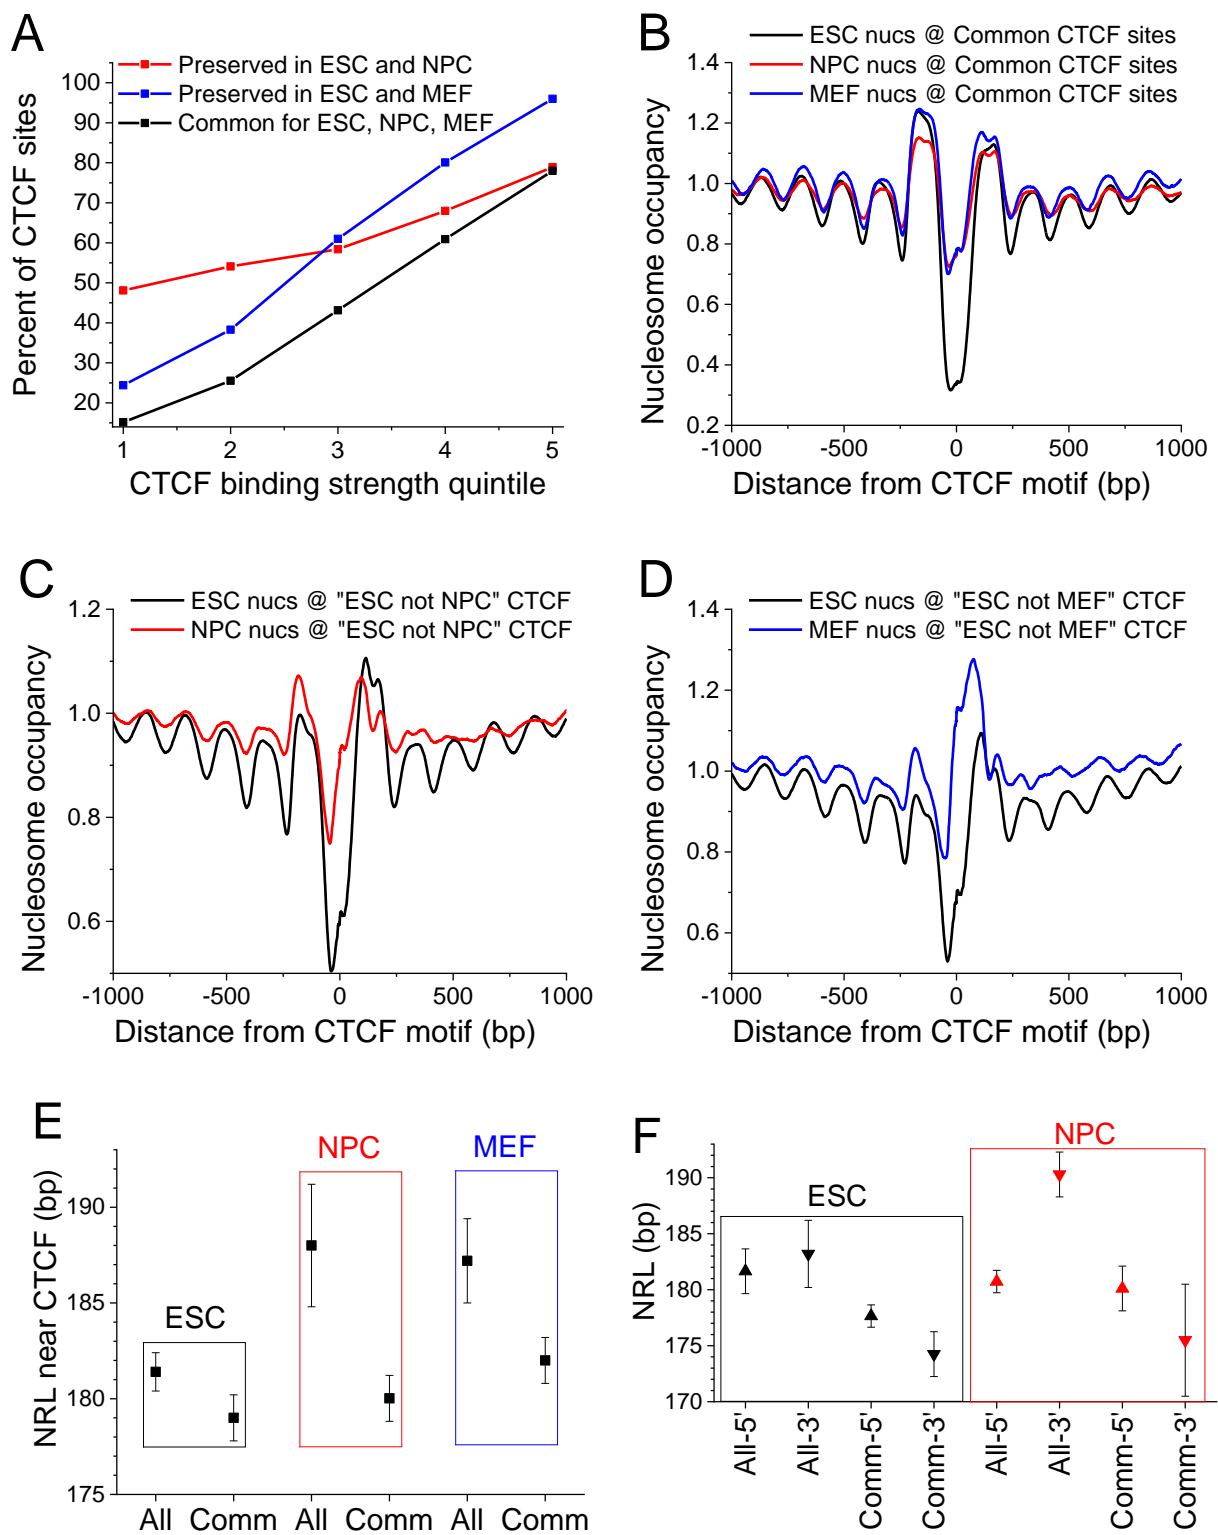 A
Preserved in ESC and NPC
Preserved in ESC and MEF
Common for ESC, NPC, MEF
Percent of CTCF sites
100
90
80
70
60
50
40
30
20
1 2 3 4 5
CTCF binding strength quintile
B
ESC nucs @ Common CTCF sites
NPC nucs @ Common CTCF sites
MEF nucs @ Common CTCF sites
Nucleosome occupancy
1.4
1.2
1.0
0.8
0.6
0.4
0.2
-1000 -500 0 500 1000
Distance from CTCF motif (bp)
C
ESC nucs @ "ESC not NPC" CTCF
NPC nucs @ "ESC not NPC" CTCF
Nucleosome occupancy
1.2
1.0
0.8
0.6
-1000 -500 0 500 1000
Distance from CTCF motif (bp)
D
ESC nucs @ "ESC not MEF" CTCF
MEF nucs @ "ESC not MEF" CTCF
Nucleosome occupancy
1.4
1.2
1.0
0.8
0.6
-1000 -500 0 500 1000
Distance from CTCF motif (bp)
E
NRL near CTCF (bp)
190
185
180
175
ESC
NPC
MEF
All Comm All Comm All Comm
F
NRL (bp)
190
185
180
175
170
ESC
NPC
All-5'
All-3'
Comm-5'
Comm-3'
All-5'
All-3'
Comm-5'
Comm-3'